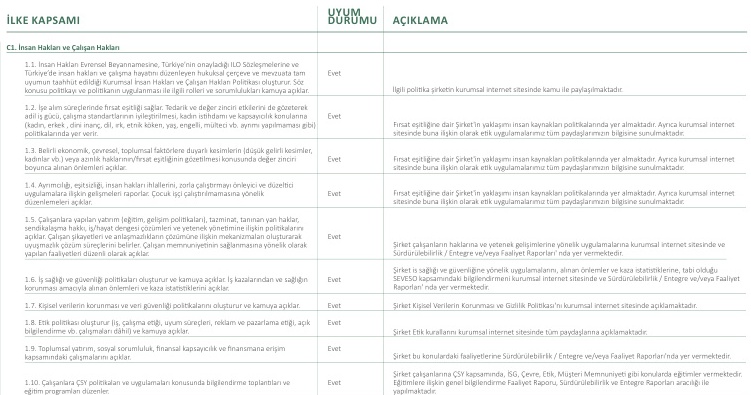 İLKE KAPSAMI
UYUM
DURUMU
AÇIKLAMA
C1. İnsan Hakları ve Çalışan Hakları
1.1. İnsan Hakları Evrensel Beyannamesine, Türkiye'nin onayladığı ILO Sözleşmelerine ve
Türkiye'de insan hakları ve çalışma hayatını düzenleyen hukuksal çerçeve ve mevzuata tam
uyumun taahhüt edildiği Kurumsal İnsan Hakları ve Çalışan Hakları Politikası oluşturur. Söz
konusu politikayı ve politikanın uygulanması ile ilgili rolleri ve sorumlulukları kamuya açıklar.
Evet
İlgili politika şirketin kurumsal internet sitesinde kamu ile paylaşılmaktadır.
1.2. İşe alım süreçlerinde fırsat eşitliği sağlar. Tedarik ve değer zinciri etkilerini de gözeterek
adil iş gücü, çalışma standartlarının iyileştirilmesi, kadın istihdamı ve kapsayıcılık konularına
(kadın, erkek , dini inanç, dil, ırk, etnik köken, yaş, engelli, mülteci vb. ayrımı yapılmaması gibi)
politikalarında yer verir.
Evet
Fırsat eşitliğine dair Şirket'in yaklaşımı insan kaynakları politikalarında yer almaktadır. Ayrıca kurumsal internet
sitesinde buna ilişkin olarak etik uygulamalarımız tüm paydaşlarımızın bilgisine sunulmaktadır.
1.3. Belirli ekonomik, çevresel, toplumsal faktörlere duyarlı kesimlerin (düşük gelirli kesimler,
kadınlar vb.) veya azınlık haklarının/fırsat eşitliğinin gözetilmesi konusunda değer zinciri
boyunca alınan önlemleri açıklar.
Evet
Fırsat eşitliğine dair Şirket'in yaklaşımı insan kaynakları politikalarında yer almaktadır. Ayrıca kurumsal internet
sitesinde buna ilişkin olarak etik uygulamalarımız tüm paydaşlarımızın bilgisine sunulmaktadır.
1.4. Ayrımcılığı, eşitsizliği, insan hakları ihlallerini, zorla çalıştırmayı önleyici ve düzeltici
uygulamalara ilişkin gelişmeleri raporlar. Çocuk işçi çalıştırılmamasına yönelik
düzenlemeleri açıklar.
Evet
Fırsat eşitliğine dair Şirket'in yaklaşımı insan kaynakları politikalarında yer almaktadır. Ayrıca kurumsal internet
sitesinde buna ilişkin olarak etik uygulamalarımız tüm paydaşlarımızın bilgisine sunulmaktadır.
1.5. Çalışanlara yapılan yatırım (eğitim, gelişim politikaları), tazminat, tanınan yan haklar,
sendikalaşma hakkı, iş/hayat dengesi çözümleri ve yetenek yönetimine ilişkin politikalarını
açıklar. Çalışan şikayetleri ve anlaşmazlıkların çözümüne ilişkin mekanizmaları oluşturarak
uyuşmazlık çözüm süreçlerini belirler. Çalışan memnuniyetinin sağlanmasına yönelik olarak
yapılan faaliyetleri düzenli olarak açıklar.
Evet
Şirket çalışanların haklarına ve yetenek gelişimlerine yönelik uygulamalarına kurumsal internet sitesinde ve
Sürdürülebilirlik / Entegre ve/veya Faaliyet Raporları' nda yer vermektedir.
1.6. İş sağlığı ve güvenliği politikaları oluşturur ve kamuya açıklar. İş kazalarından ve sağlığın
korunması amacıyla alınan önlemleri ve kaza istatistiklerini açıklar.
Evet
Şirket is sağlığı ve güvenliğine yönelik uygulamalarını, alınan önlemler ve kaza istatistiklerinne, tabi olduğu
SEVESO kapsamındaki bilgilendirmeni kurumsal internet sitesinde ve Sürdürülebilirlik / Entegre ve/veya Faaliyet
Raporları' nda yer vermektedir.
1.7. Kişisel verilerin korunması ve veri güvenliği politikalarını oluşturur ve kamuya açıklar.
Evet
Şirket Kişisel Verilerin Korunması ve Gizlilik Politikası'nı kurumsal internet sitesinde açıklamaktadır.
1.8. Etik politikası oluşturur (iş, çalışma etiği, uyum süreçleri, reklam ve pazarlama etiği, açık
bilgilendirme vb. çalışmaları dâhil) ve kamuya açıklar.
Evet
Şirket Etik kurallarını kurumsal internet sitesinde tüm paydaşlarına açıklamaktadır.
1.9. Toplumsal yatırım, sosyal sorumluluk, finansal kapsayıcılık ve finansmana erişim
kapsamındaki çalışmalarını açıklar.
Evet
Şirket bu konulardaki faaliyetlerine Sürdürülebilirlik / Entegre ve/veya Faaliyet Raporları'nda yer vermektedir.
1.10. Çalışanlara ÇSY politikaları ve uygulamaları konusunda bilgilendirme toplantıları ve
eğitim programları düzenler.
Evet
Şirket çalışanlarına ÇSY kapsamında, İSG, Çevre, Etik, Müşteri Memnuniyeti gibi konularda eğitimler vermektedir.
Eğitimlere ilişkin genel bilgilendirme Faaliyet Raporu, Sürdürülebilirlik ve Entegre Raporları aracılığı ile
yapılmaktadır.